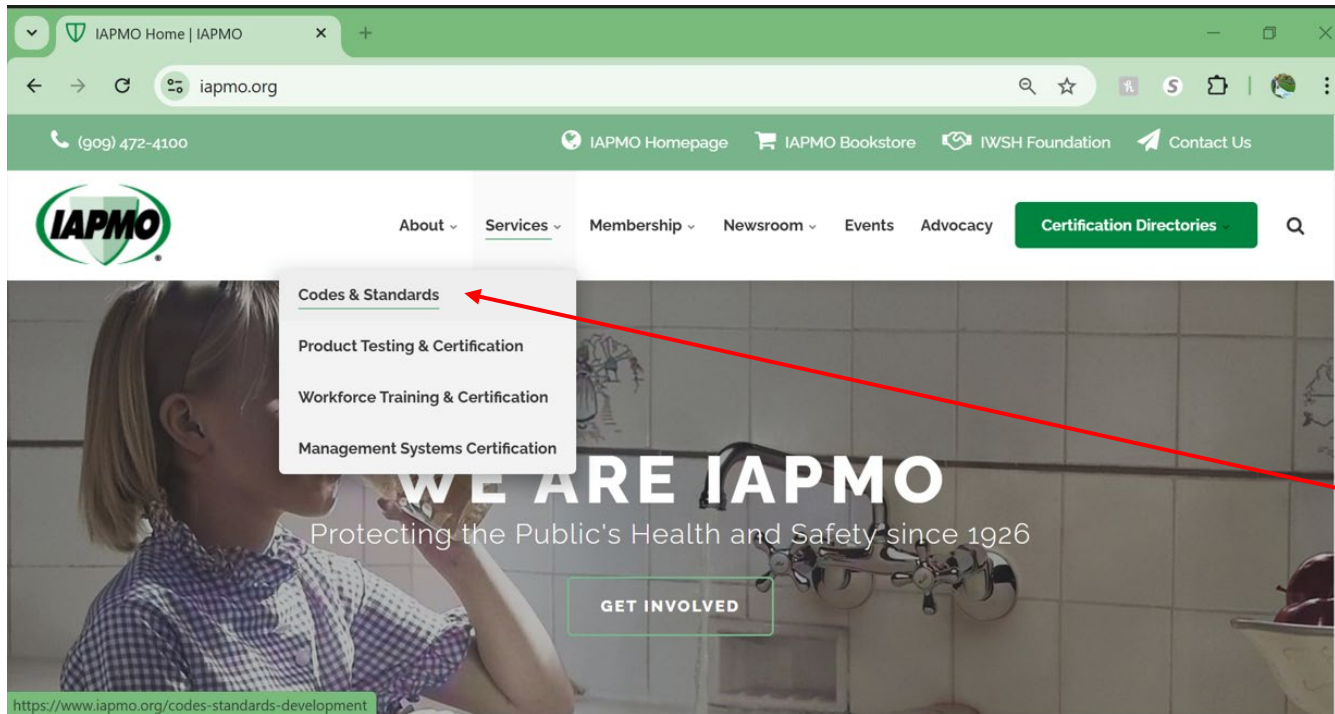 IAPMO Home | IAPMO
iapmo.org
(909) 472-4100
IAPMO Homepage
IAPMO Bookstore
IWSH Foundation
Contact Us
IAPMO
About
Services
Membership
Newsroom
Events
Advocacy
Certification Directories
Codes & Standards
Product Testing & Certification
Workforce Training & Certification
Management Systems Certification
WE ARE IAPMO
Protecting the Public's Health and Safety since 1926
GET INVOLVED
https://www.iapmo.org/codes-standards-development